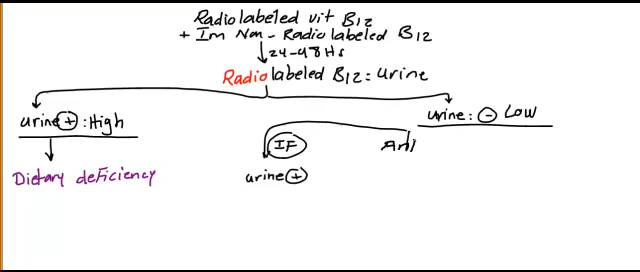 Radiolabeled vit B12
+ Im Non-Radiolabeled B12
24-48Hs
Radiolabeled B12: urine
urine + : High
urine: - Low
IF
Ant
Dietary deficiency
urine +